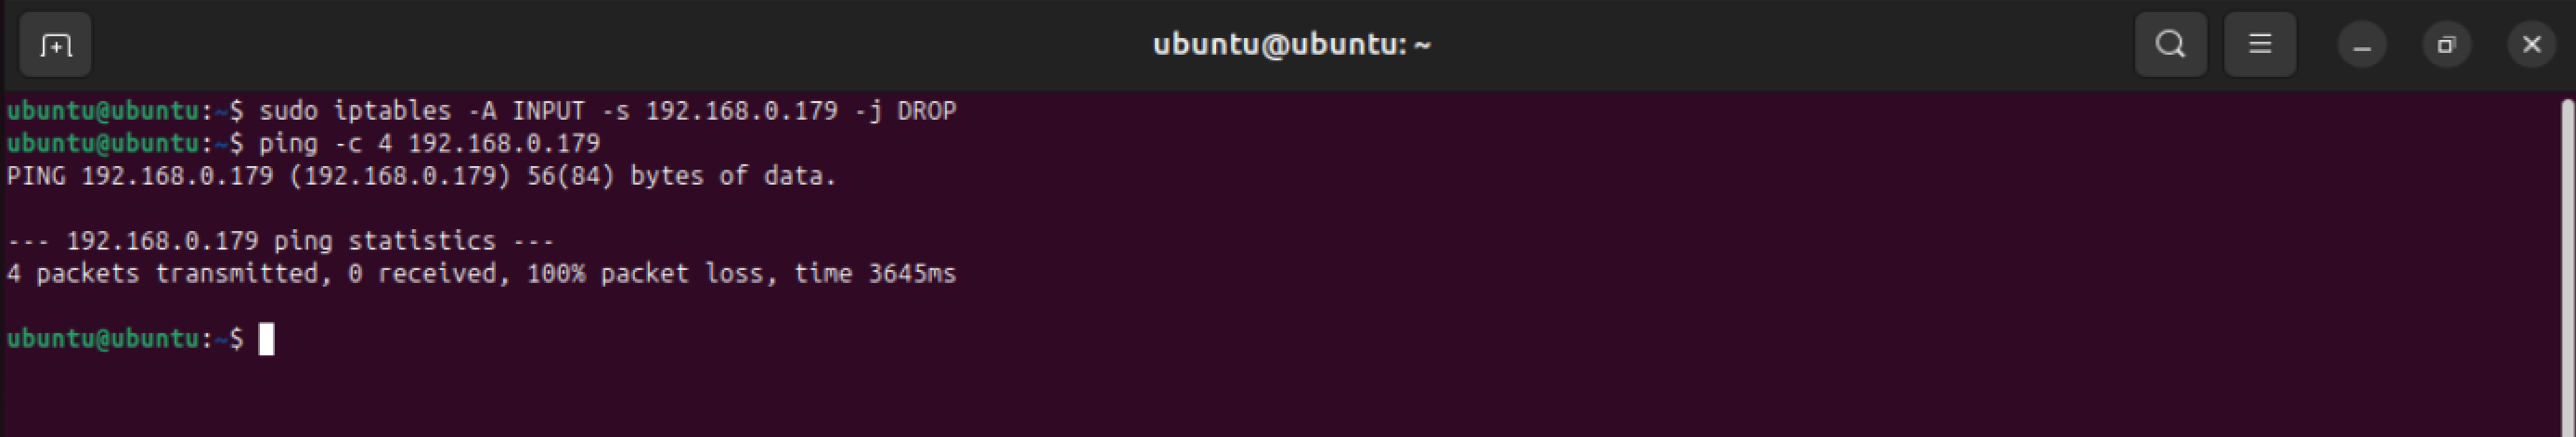 ubuntu@ubuntu: ~
ubuntu@ubuntu:~$ sudo iptables -A INPUT -s 192.168.0.179 -j DROP
ubuntu@ubuntu:~$ ping -c 4 192.168.0.179
PING 192.168.0.179 (192.168.0.179) 56(84) bytes of data.
--- 192.168.0.179 ping statistics ---
4 packets transmitted, 0 received, 100% packet loss, time 3645ms
ubuntu@ubuntu:~$